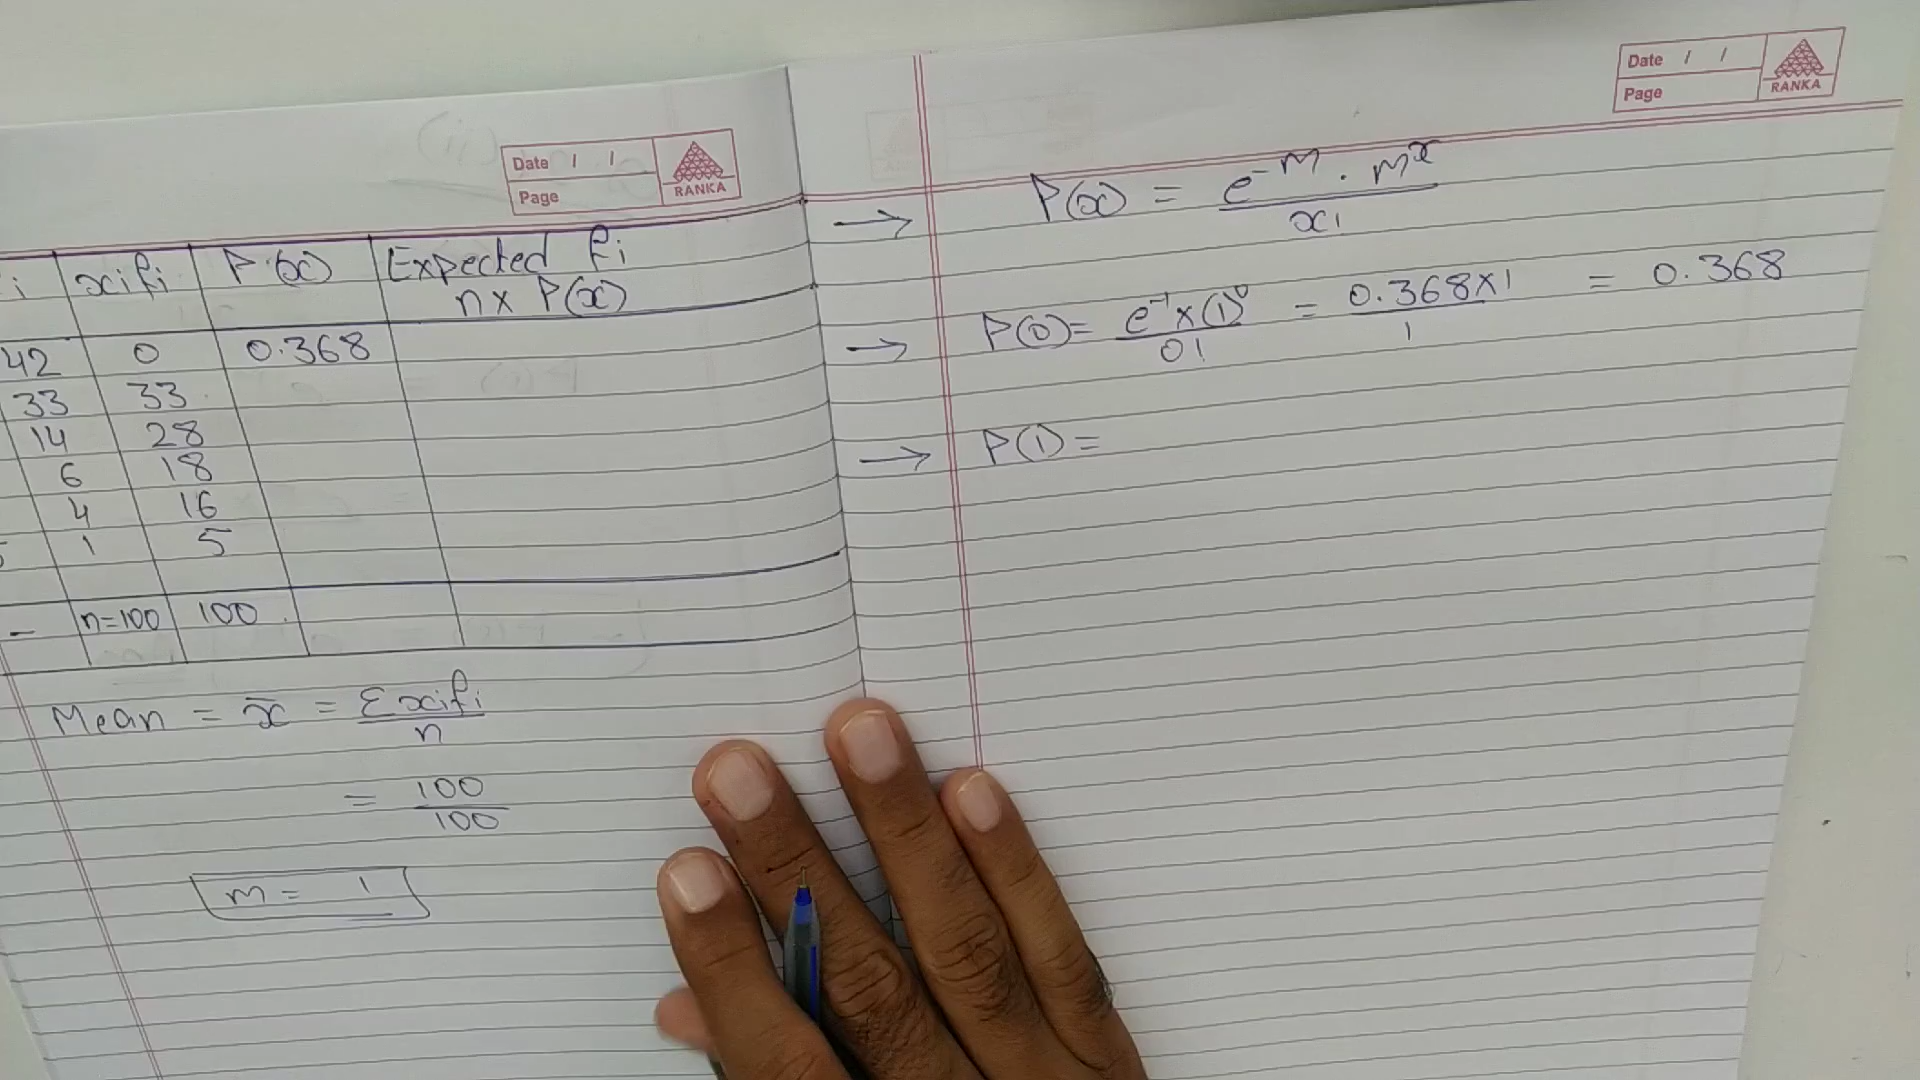 Date / /
Page
RANKA
fi xifi P(x) Expected fi
n x P(x)
42 0 0.368
33 33
14 28
6 18
4 16
5 1 5
- n=100 100
Mean = x̄ = Σxifi / n
= 100 / 100
m = 1
Date / /
Page
RANKA
→ P(x) = e^-m . m^x / x!
→ P(0) = e^-1 x (1)^0 / 0! = 0.368 x 1 / 1 = 0.368
→ P(1) =